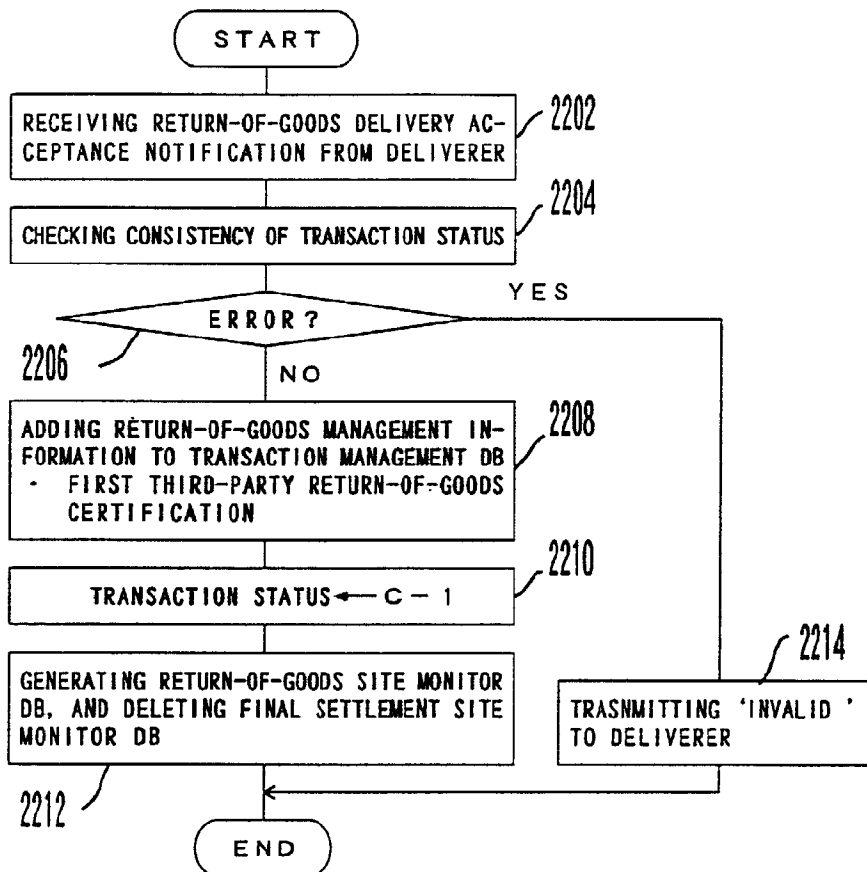 START
RECEIVING RETURN-OF-GOODS DELIVERY AC-
CEPTANCE NOTIFICATION FROM DELIVERER
2202
CHECKING CONSISTENCY OF TRANSACTION STATUS
2204
ERROR?
YES
2206
NO
ADDING RETURN-OF-GOODS MANAGEMENT IN-
FORMATION TO TRANSACTION MANAGEMENT DB
· FIRST THIRD-PARTY RETURN-OF-GOODS
CERTIFICATION
2208
TRANSACTION STATUS ← C - 1
2210
GENERATING RETURN-OF-GOODS SITE MONITOR
DB, AND DELETING FINAL SETTLEMENT SITE
MONITOR DB
2212
2214
TRASNMITTING 'INVALID '
TO DELIVERER
END